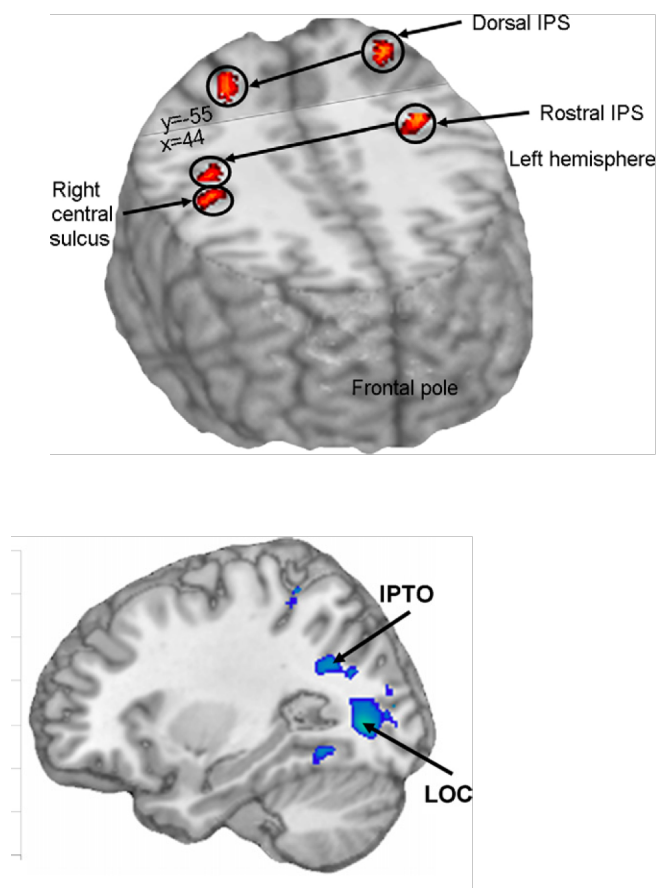 Dorsal IPS
y=-55
x=44
Rostral IPS
Left hemisphere
Right
central
sulcus
Frontal pole
IPTO
LOC